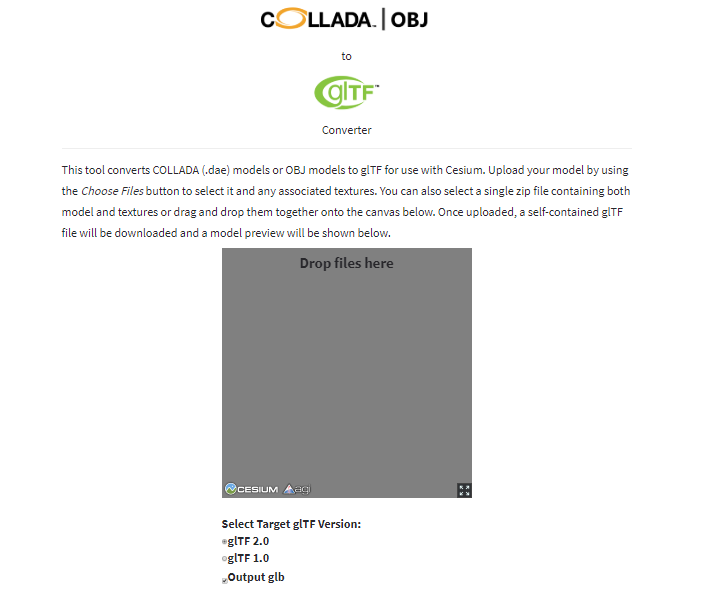 COLLADA™ | OBJ
to
glTF™
Converter
This tool converts COLLADA (.dae) models or OBJ models to glTF for use with Cesium. Upload your model by using
the Choose Files button to select it and any associated textures. You can also select a single zip file containing both
model and textures or drag and drop them together onto the canvas below. Once uploaded, a self-contained glTF
file will be downloaded and a model preview will be shown below.
Drop files here
CESIUM agi
Select Target glTF Version:
glTF 2.0
glTF 1.0
Output glb